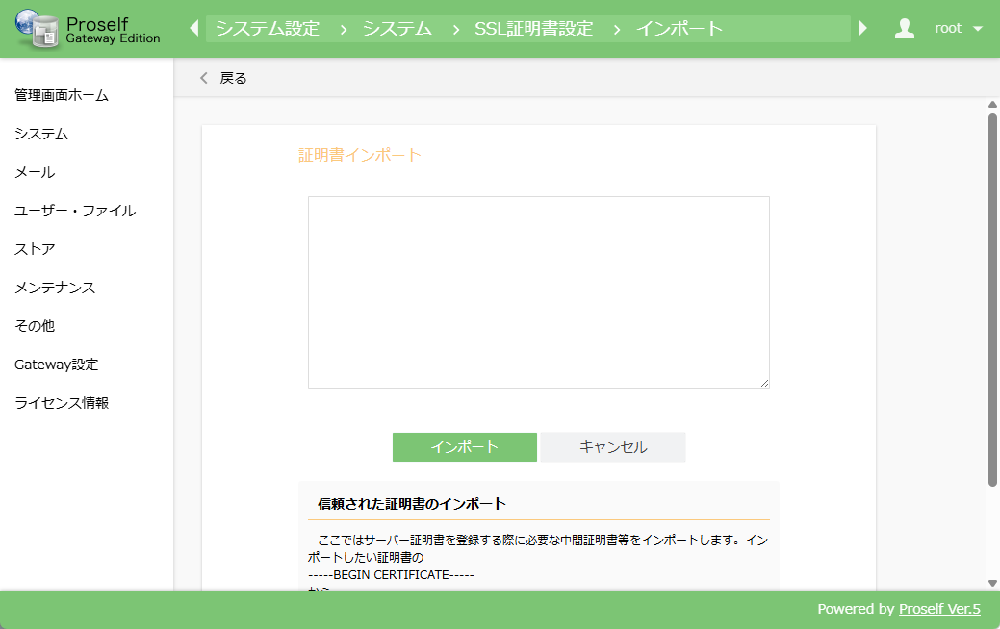 Proself
Gateway Edition
システム設定 > システム > SSL証明書設定 > インポート
root
戻る
管理画面ホーム
システム
メール
ユーザー・ファイル
ストア
メンテナンス
その他
Gateway設定
ライセンス情報
証明書インポート
インポート
キャンセル
信頼された証明書のインポート
ここではサーバー証明書を登録する際に必要な中間証明書等をインポートします。イン
ポートしたい証明書の
-----BEGIN CERTIFICATE-----
Powered by Proself Ver.5